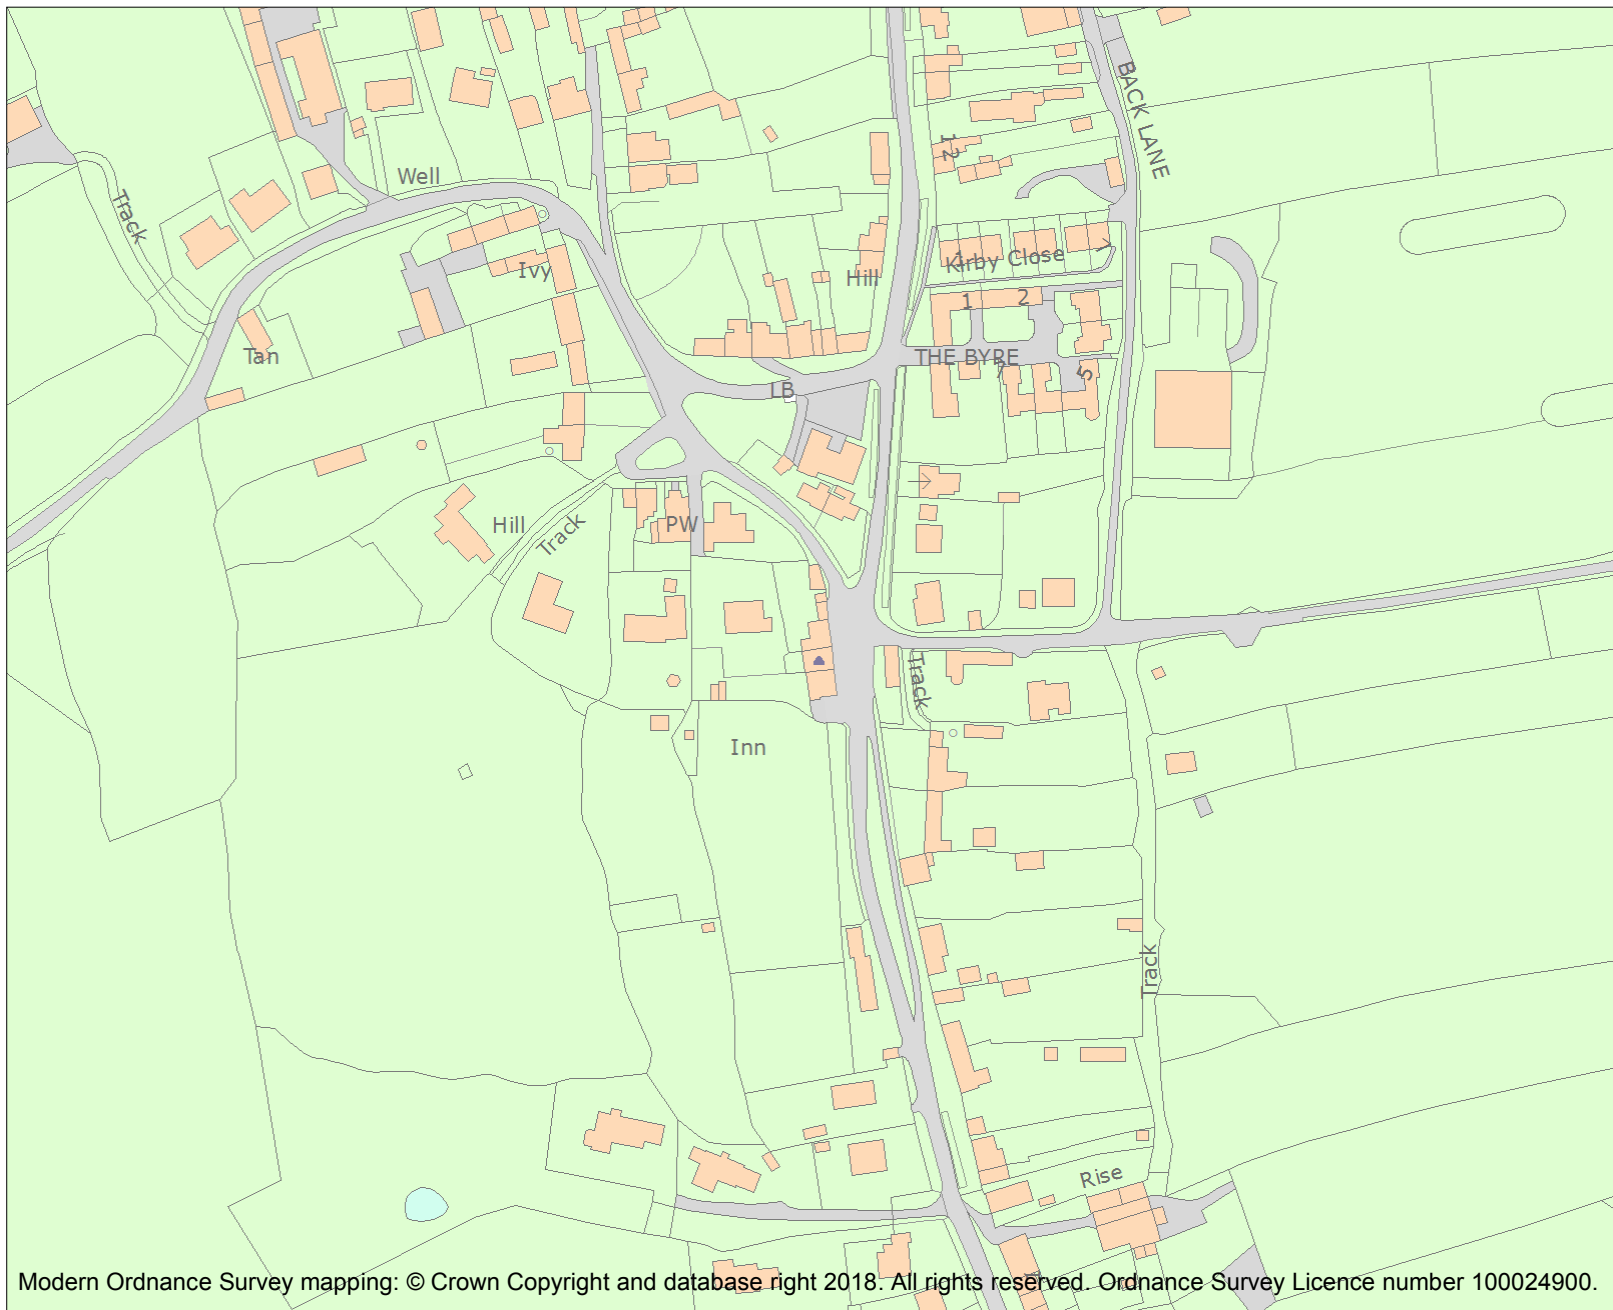 BACK LANE
12
Well
Track
Ivy
Hill
1
Kirby Close
7
1
2
Tan
THE BYRE
7
5
LB
Hill
Track
PW
Track
Inn
Track
Rise
Modern Ordnance Survey mapping: © Crown Copyright and database right 2018. All rights reserved. Ordnance Survey Licence number 100024900.